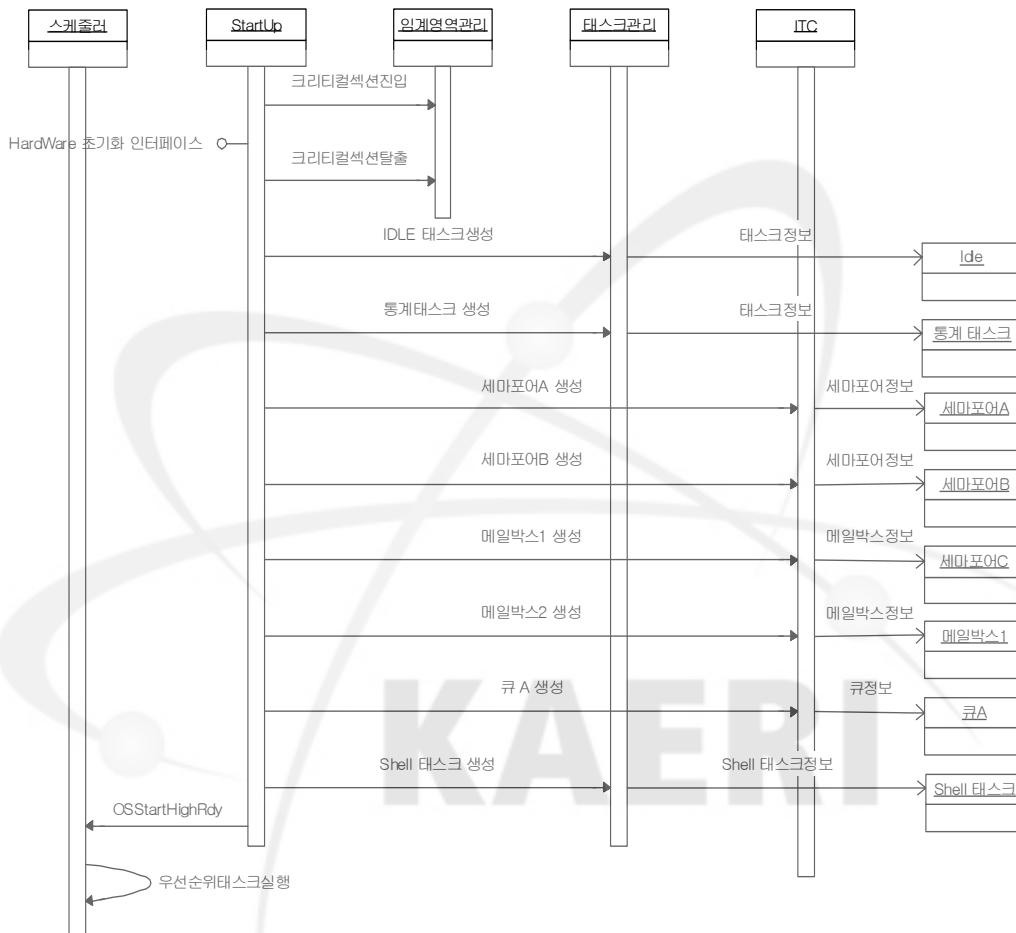 스케줄러
StartUp
임계영역관리
태스크관리
ITC
크리티컬섹션진입
HardWare 초기화 인터페이스
크리티컬섹션탈출
IDLE 태스크생성
태스크정보
Idle
통계태스크 생성
태스크정보
통계 태스크
세마포어A 생성
세마포어정보
세마포어A
세마포어B 생성
세마포어정보
세마포어B
메일박스1 생성
메일박스정보
세마포어C
메일박스2 생성
메일박스정보
메일박스1
큐 A 생성
큐정보
큐A
Shell 태스크 생성
Shell 태스크정보
Shell 태스크
OSStartHighRdy
우선순위태스크실행
KAERI